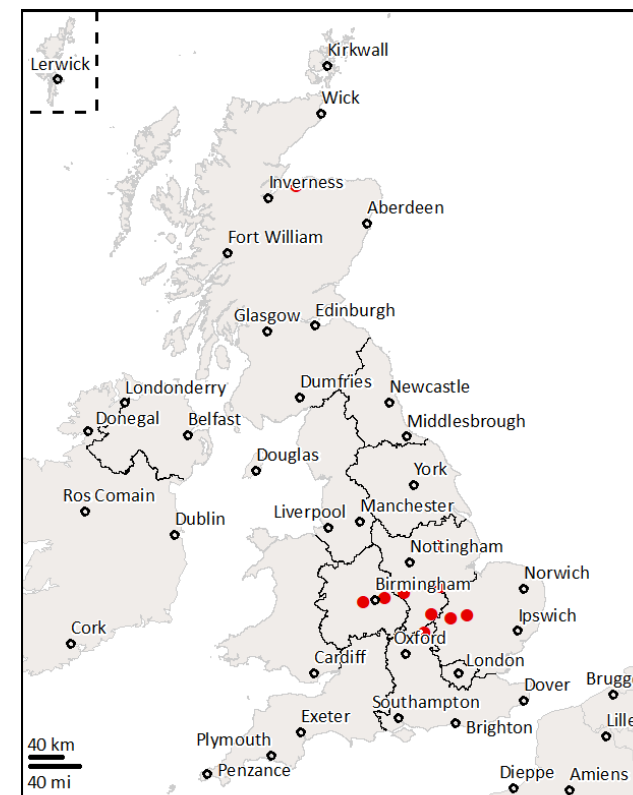 Lerwick
Kirkwall
Wick
Inverness
Aberdeen
Fort William
Glasgow
Edinburgh
Dumfries
Londonderry
Newcastle
Donegal
Belfast
Middlesbrough
Douglas
York
Ros Comain
Liverpool
Manchester
Dublin
Nottingham
Birmingham
Norwich
Ipswich
Cork
Oxford
Cardiff
London
Dover
Brugge
Southampton
Exeter
Brighton
Lille
Plymouth
40 km
Penzance
40 mi
Dieppe
Amiens